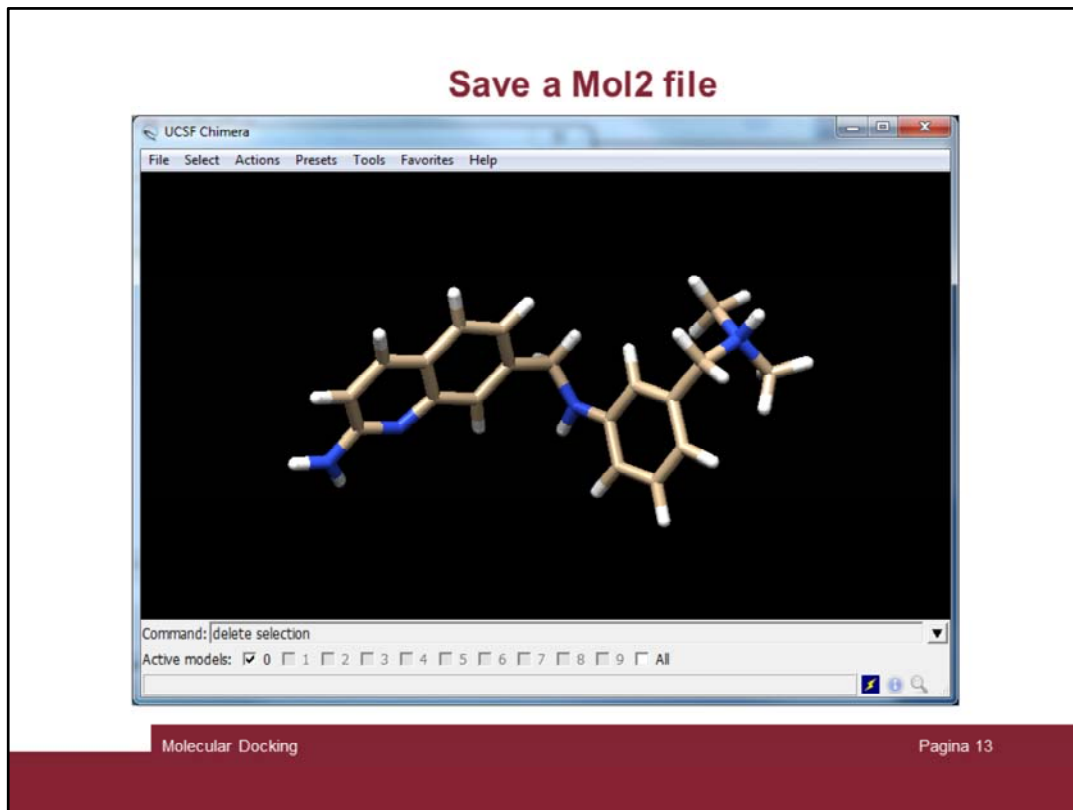 Save a Mol2 file
UCSF Chimera
File Select Actions Presets Tools Favorites Help
Command: delete selection
Active models: 0 1 2 3 4 5 6 7 8 9 All
Molecular Docking Pagina 13